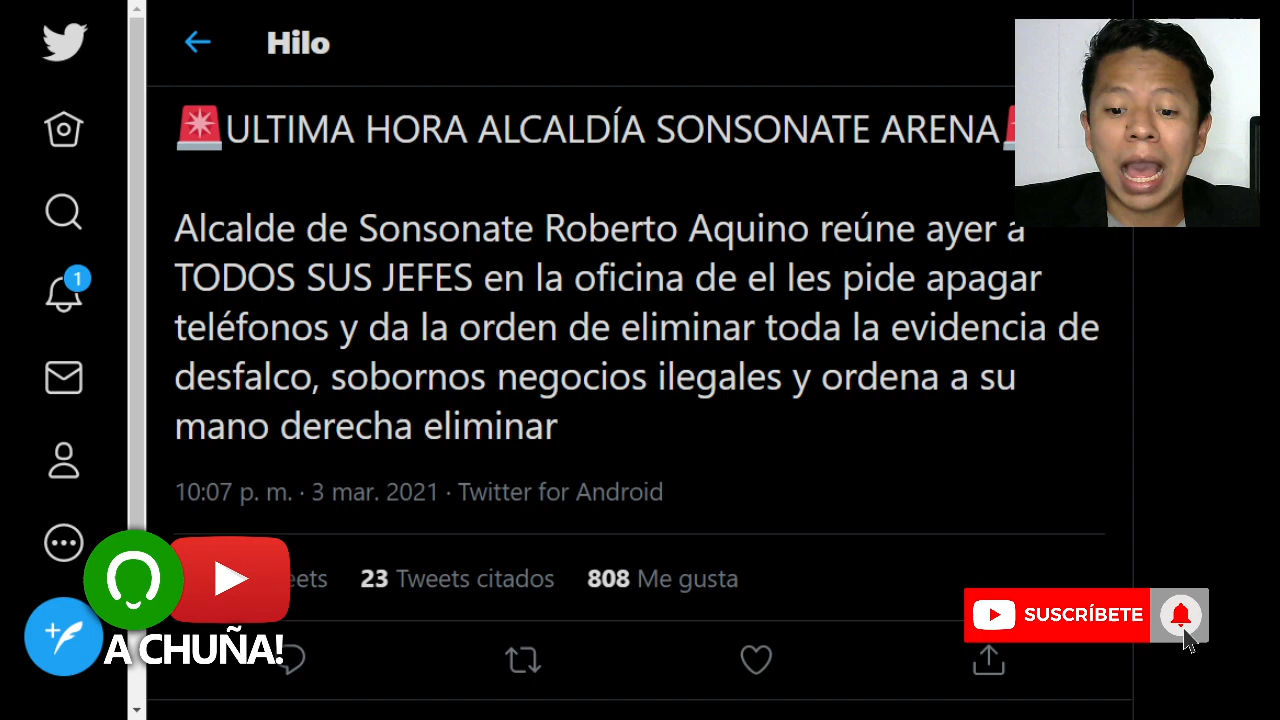 Hilo
ULTIMA HORA ALCALDÍA SONSONATE ARENA
Alcalde de Sonsonate Roberto Aquino reúne ayer a
TODOS SUS JEFES en la oficina de el les pide apagar
teléfonos y da la orden de eliminar toda la evidencia de
desfalco, sobornos negocios ilegales y ordena a su
mano derecha eliminar
10:07 p. m. · 3 mar. 2021 · Twitter for Android
23 Tweets citados 808 Me gusta
1
A CHUÑA!
SUSCRÍBETE